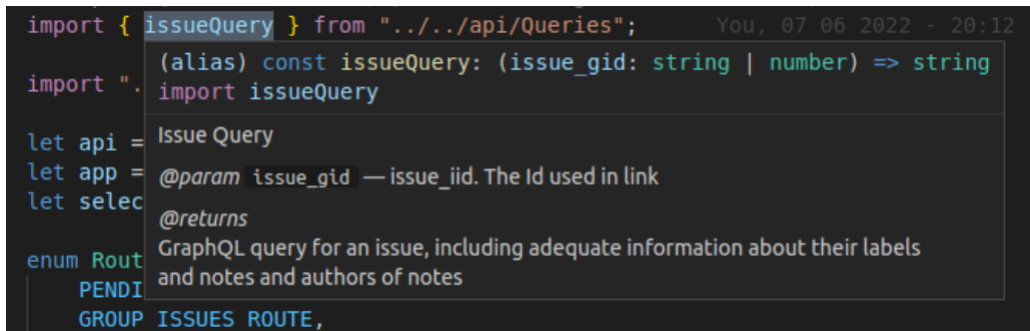 import { issueQuery } from "../../api/Queries"; You, 07 06 2022 - 20:12
(alias) const issueQuery: (issue_gid: string | number) => string
import ".
import issueQuery
Issue Query
let api =
let app =
@param issue_gid — issue_iid. The Id used in link
let selec
@returns
GraphQL query for an issue, including adequate information about their labels
enum Rout
and notes and authors of notes
PENDI
GROUP_ISSUES_ROUTE,